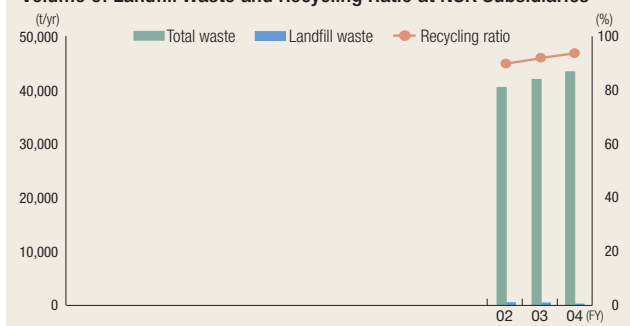 Volume of Landfill Waste and Recycling Ratio at NSK Subsidiaries
(t/yr)
(%)
Total waste
Landfill waste
Recycling ratio
50,000
40,000
30,000
20,000
10,000
0
100
80
60
40
20
0
02
03
04 (FY)